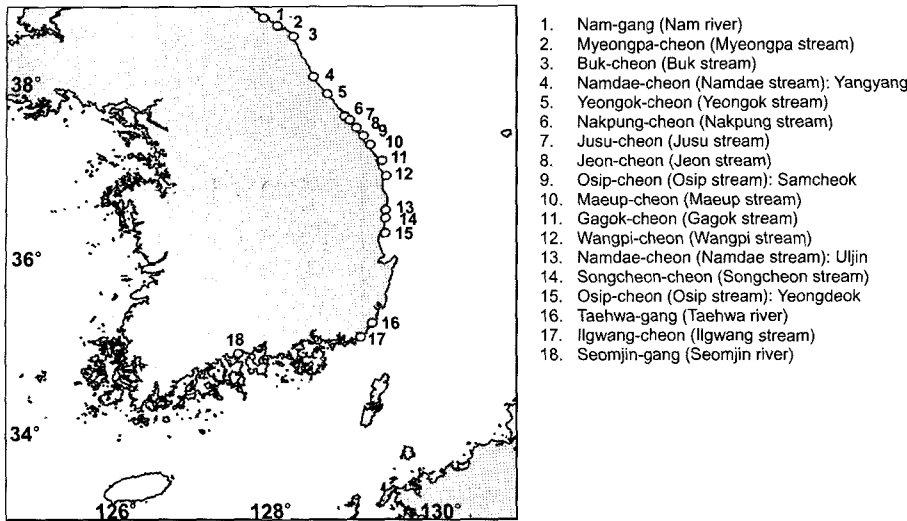 1
2
3
4
5
6
7
8
9
10
11
12
13
14
15
16
17
18
38°
36°
34°
126°
128°
130°
1. Nam-gang (Nam river)
2. Myeongpa-cheon (Myeongpa stream)
3. Buk-cheon (Buk stream)
4. Namdae-cheon (Namdae stream): Yangyang
5. Yeongok-cheon (Yeongok stream)
6. Nakpung-cheon (Nakpung stream)
7. Jusu-cheon (Jusu stream)
8. Jeon-cheon (Jeon stream)
9. Osip-cheon (Osip stream): Samcheok
10. Maeup-cheon (Maeup stream)
11. Gagok-cheon (Gagok stream)
12. Wangpi-cheon (Wangpi stream)
13. Namdae-cheon (Namdae stream): Uljin
14. Songcheon-cheon (Songcheon stream)
15. Osip-cheon (Osip stream): Yeongdeok
16. Taehwa-gang (Taehwa river)
17. Ilgwang-cheon (Ilgwang stream)
18. Seomjin-gang (Seomjin river)